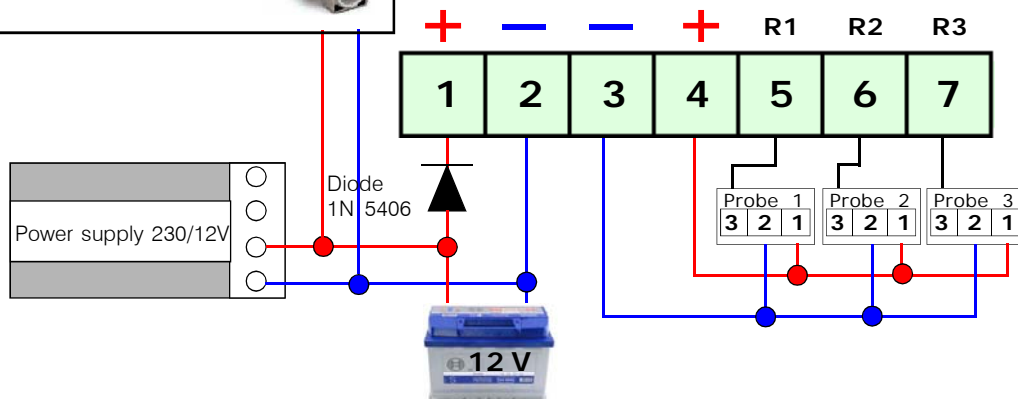 + — — + R1 R2 R3
1 2 3 4 5 6 7
Diode
1N 5406
Probe 1 Probe 2 Probe 3
3 2 1 3 2 1 3 2 1
Power supply 230/12V
12 V